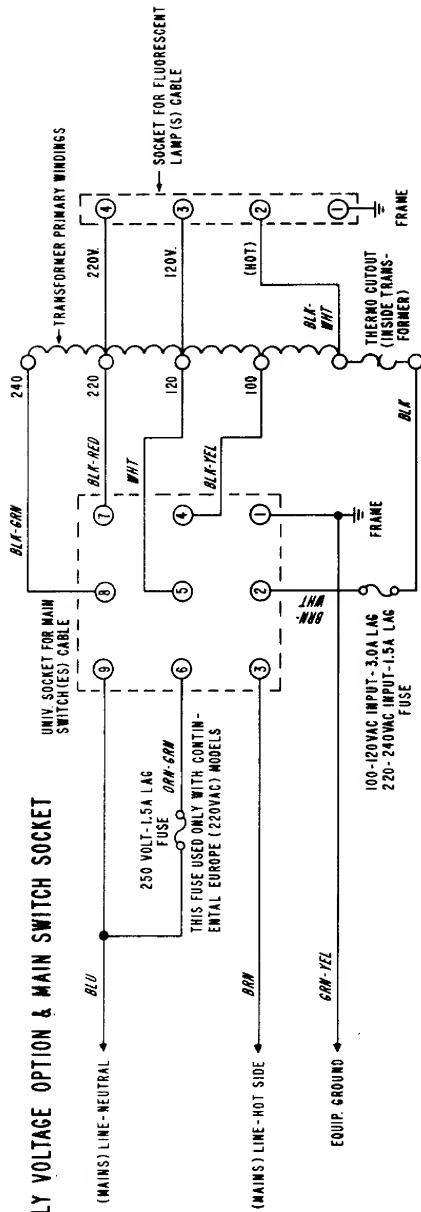 LY VOLTAGE OPTION & MAIN SWITCH SOCKET
UNIV. SOCKET FOR MAIN
SWITCH(ES) CABLE
BLK-GRN
240
TRANSFORMER PRIMARY WINDINGS
SOCKET FOR FLUORESCENT
LAMP(S) CABLE
(MAINS) LINE-NEUTRAL
BLU
9
8
7
BLK-RED
220
220V.
4
250 VOLT-1.5A LAG
FUSE
ORN-GRN
6
5
4
WHT
120
120V.
3
THIS FUSE USED ONLY WITH CONTIN-
ENTAL EUROPE (220VAC) MODELS
BLK-YEL
100
(HOT)
2
(MAINS) LINE-HOT SIDE
BRN
3
2
1
BRN-
WHT
BLK-
WHT
1
FRAME
FRAME
EQUIP. GROUND
GRN-YEL
THERMO CUTOUT
(INSIDE TRANS-
FORMER)
BLK
100-120VAC INPUT-3.0A LAG
220-240VAC INPUT-1.5A LAG
FUSE